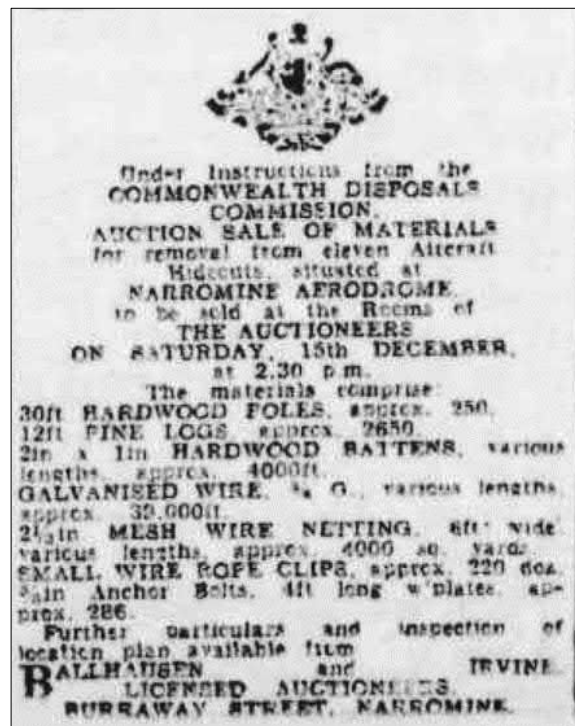 Under Instructions from the
COMMONWEALTH DISPOSALS
COMMISSION.
AUCTION SALE OF MATERIALS
for removal from eleven Aircraft
Hideouts, situated at
NARROMINE AERODROME,
to be sold at the Rooms of
THE AUCTIONEERS
ON SATURDAY, 15th DECEMBER,
at 2.30 p.m.
The materials comprise:
30ft HARDWOOD POLES, approx. 250.
12ft PINE LOGS, approx. 2650.
2in x 1in HARDWOOD BATTENS, various
lengths, approx. 4000ft.
GALVANISED WIRE, G., various lengths,
approx. 39,000ft.
2½in MESH WIRE NETTING, 6ft wide,
various lengths, approx. 4000 sq. yards.
SMALL WIRE ROPE CLIPS, approx. 220 doz.
Anchor Bolts, 4ft long w'plates, ap-
prox. 286.
Further particulars and inspection of
location plan available from
BALLHAUSEN and IRVINE,
LICENSED AUCTIONEERS,
BURRAWAY STREET, NARROMINE.